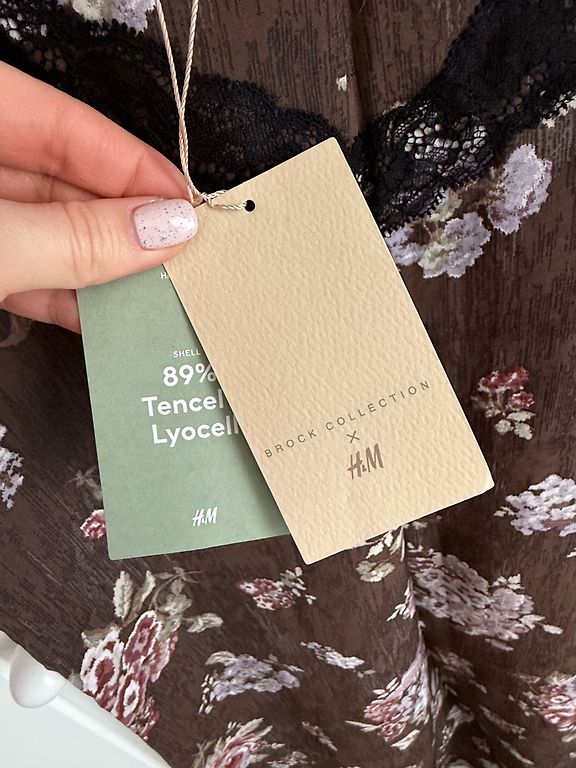 SHELL
89%
Tencel
Lyocell
H&M
BROCK COLLECTION
×
H&M